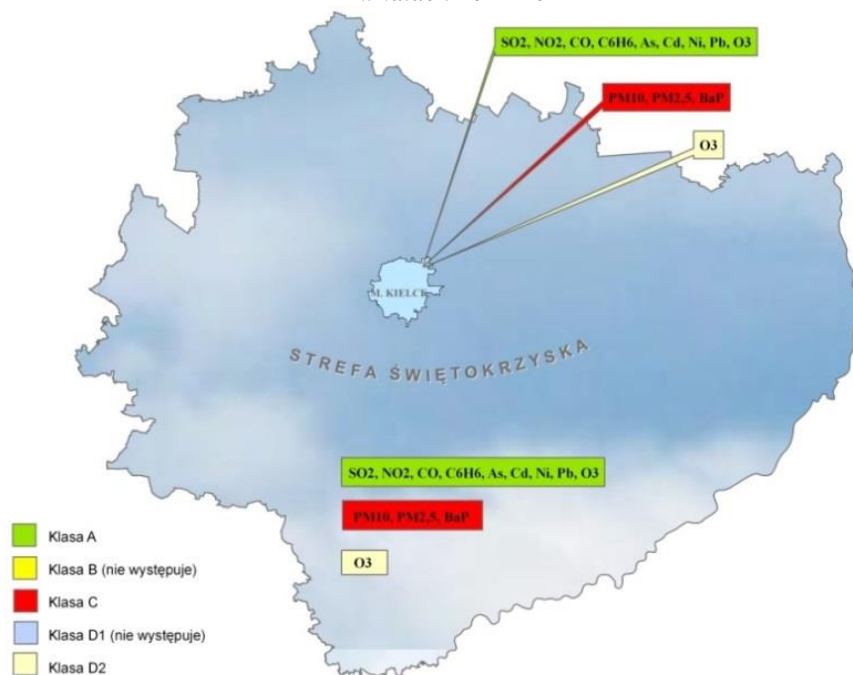 SO2, NO2, CO, C6H6, As, Cd, Ni, Pb, O3
PM10, PM2,5, BaP
O3
M. KIELCE
STREFA ŚWIĘTOKRZYSKA
SO2, NO2, CO, C6H6, As, Cd, Ni, Pb, O3
PM10, PM2,5, BaP
O3
Klasa A
Klasa B (nie występuje)
Klasa C
Klasa D1 (nie występuje)
Klasa D2